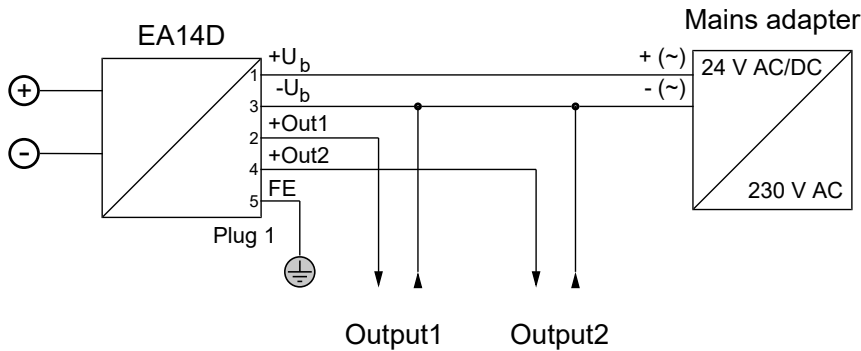 Mains adapter
EA14D
+
-
1 +Ub
3 -Ub
2 +Out1
4 +Out2
5 FE
Plug 1
+ (~)
- (~)
24 V AC/DC
230 V AC
Output1 Output2